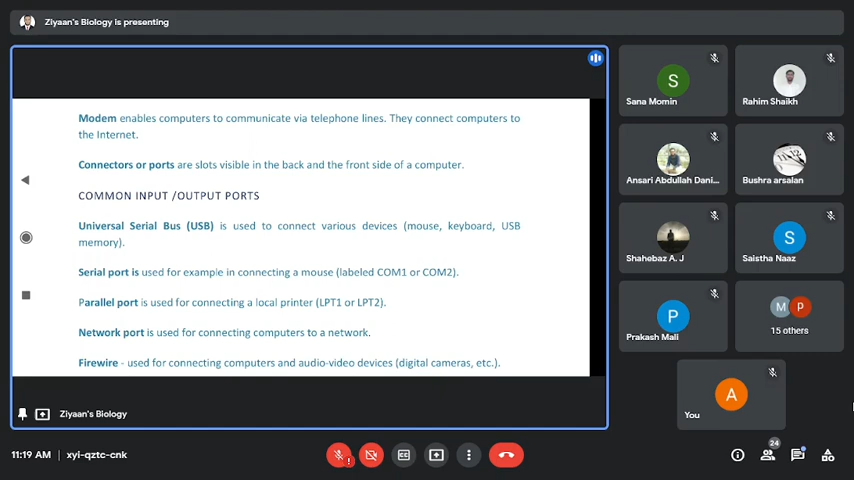 Ziyaan's Biology is presenting
Modem enables computers to communicate via telephone lines. They connect computers to
the Internet.
Connectors or ports are slots visible in the back and the front side of a computer.
COMMON INPUT /OUTPUT PORTS
Universal Serial Bus (USB) is used to connect various devices (mouse, keyboard, USB
memory).
Serial port is used for example in connecting a mouse (labeled COM1 or COM2).
Parallel port is used for connecting a local printer (LPT1 or LPT2).
Network port is used for connecting computers to a network.
Firewire - used for connecting computers and audio-video devices (digital cameras, etc.).
Ziyaan's Biology
S
Sana Momin
Rahim Shaikh
Ansari Abdullah Dani...
Bushra arsalan
Shahebaz A. J
S
Saistha Naaz
P
Prakash Mali
M P
15 others
A
You
11:19 AM | xyi-qztc-cnk
24